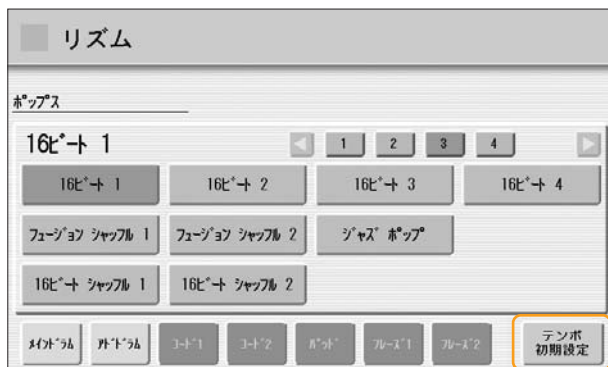 リズム
ポップス
16ビート 1 1 2 3 4
16ビート 1 16ビート 2 16ビート 3 16ビート 4
フュージョン シャッフル 1 フュージョン シャッフル 2 ジャズ ポップ
16ビート シャッフル 1 16ビート シャッフル 2
メインドラム アドドラム コード1 コード2 パッド フレーズ1 フレーズ2 テンポ
初期設定